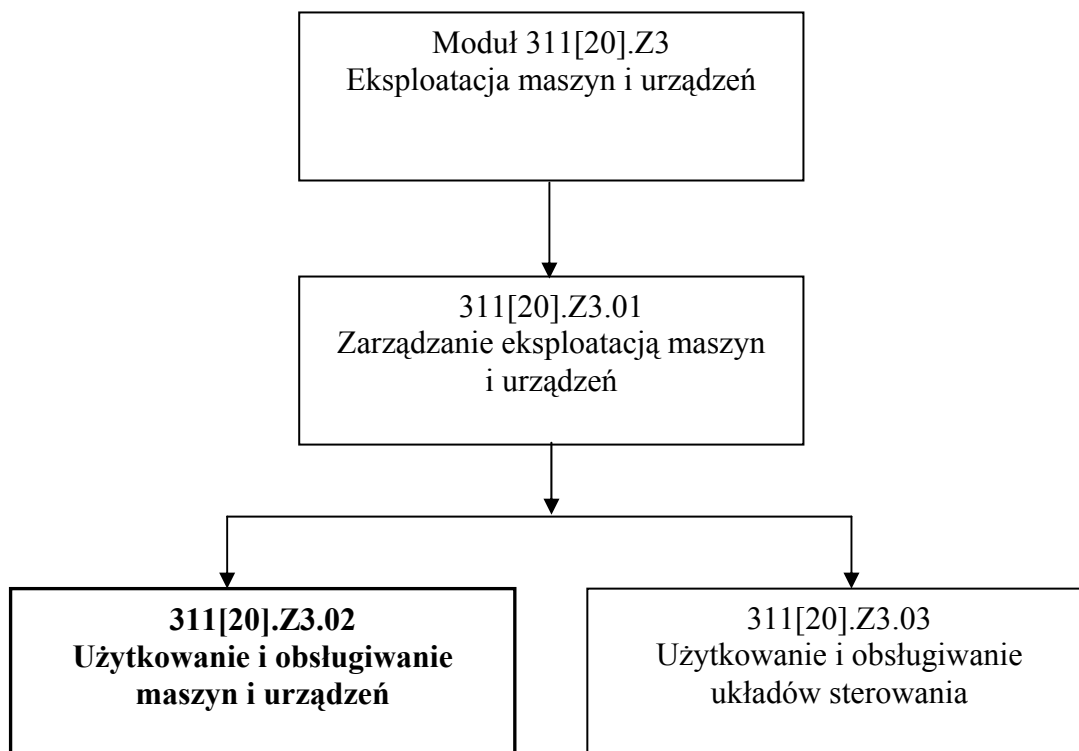 Moduł 311[20].Z3
Eksploatacja maszyn i urządzeń
311[20].Z3.01
Zarządzanie eksploatacją maszyn
i urządzeń
311[20].Z3.02
Użytkowanie i obsługiwanie
maszyn i urządzeń
311[20].Z3.03
Użytkowanie i obsługiwanie
układów sterowania